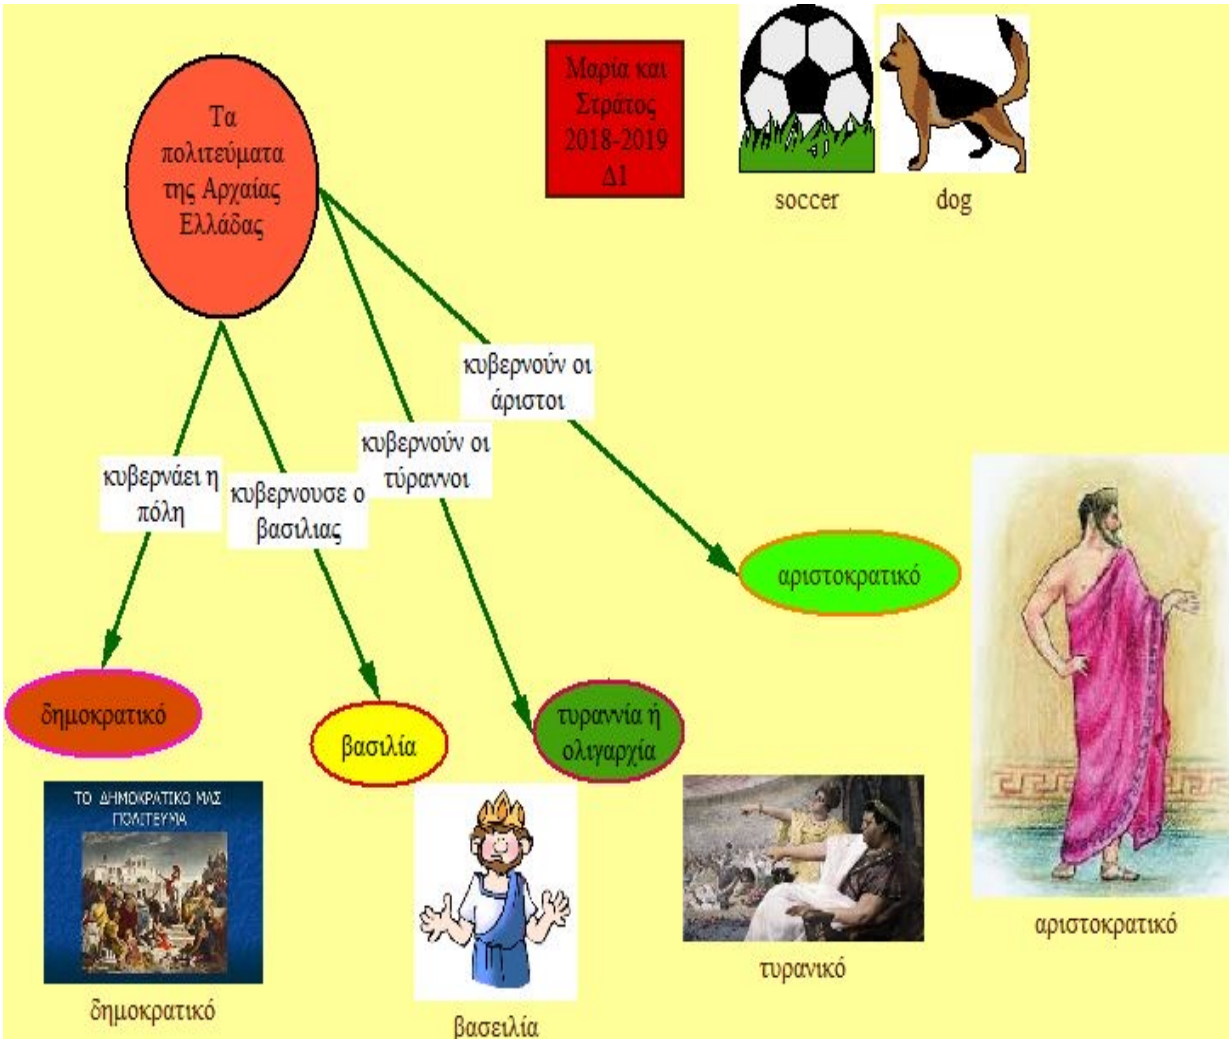 Τα
πολιτεύματα
της Αρχαίας
Ελλάδας
Μαρία και
Στράτος
2018-2019
Δ1
soccer
dog
κυβερνούν οι
άριστοι
κυβερνούν οι
τύραννοι
κυβερνάει η
πόλη
κυβερνουσε ο
βασιλιας
αριστοκρατικό
δημοκρατικό
βασιλία
τυραννία ή
ολιγαρχία
ΤΟ ΔΗΜΟΚΡΑΤΙΚΟ ΜΑΣ
ΠΟΛΙΤΕΥΜΑ
δημοκρατικό
βασειλία
τυρανικό
αριστοκρατικό